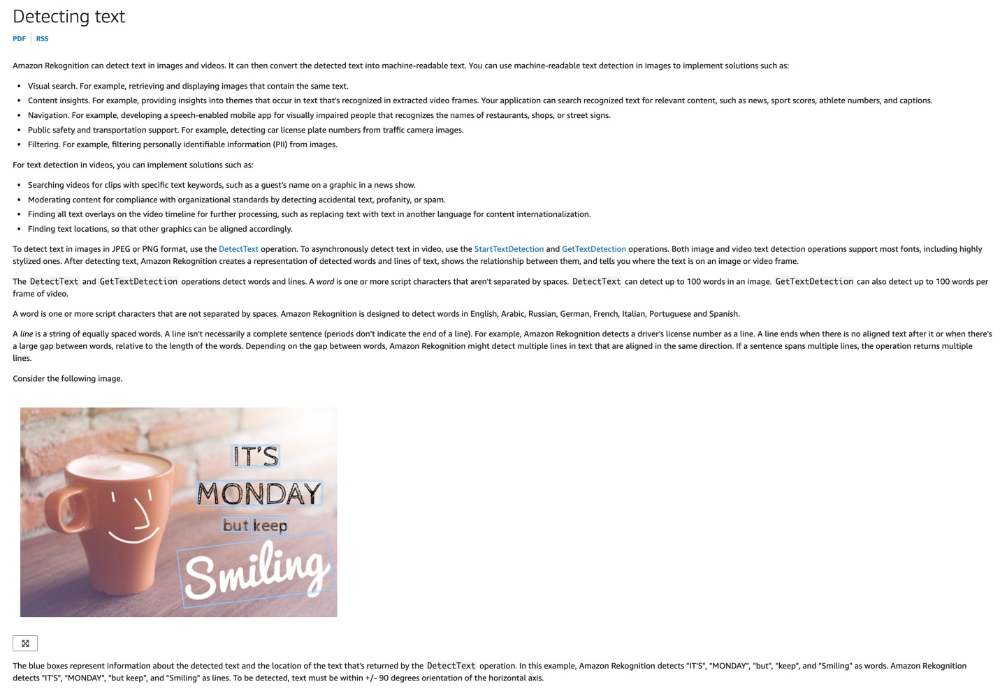 Detecting text
PDF | RSS
Amazon Rekognition can detect text in images and videos. It can then convert the detected text into machine-readable text. You can use machine-readable text detection in images to implement solutions such as:
• Visual search. For example, retrieving and displaying images that contain the same text.
• Content insights. For example, providing insights into themes that occur in text that's recognized in extracted video frames. Your application can search recognized text for relevant content, such as news, sport scores, athlete numbers, and captions.
• Navigation. For example, developing a speech-enabled mobile app for visually impaired people that recognizes the names of restaurants, shops, or street signs.
• Public safety and transportation support. For example, detecting car license plate numbers from traffic camera images.
• Filtering. For example, filtering personally identifiable information (PII) from images.
For text detection in videos, you can implement solutions such as:
• Searching videos for clips with specific text keywords, such as a guest's name on a graphic in a news show.
• Moderating content for compliance with organizational standards by detecting accidental text, profanity, or spam.
• Finding all text overlays on the video timeline for further processing, such as replacing text with text in another language for content internationalization.
• Finding text locations, so that other graphics can be aligned accordingly.
To detect text in images in JPEG or PNG format, use the DetectText operation. To asynchronously detect text in video, use the StartTextDetection and GetTextDetection operations. Both image and video text detection operations support most fonts, including highly
stylized ones. After detecting text, Amazon Rekognition creates a representation of detected words and lines of text, shows the relationship between them, and tells you where the text is on an image or video frame.
The DetectText and GetTextDetection operations detect words and lines. A word is one or more script characters that aren't separated by spaces. DetectText can detect up to 100 words in an image. GetTextDetection can also detect up to 100 words per
frame of video.
A word is one or more script characters that are not separated by spaces. Amazon Rekognition is designed to detect words in English, Arabic, Russian, German, French, Italian, Portuguese and Spanish.
A line is a string of equally spaced words. A line isn't necessarily a complete sentence (periods don't indicate the end of a line). For example, Amazon Rekognition detects a driver's license number as a line. A line ends when there is no aligned text after it or when there's
a large gap between words, relative to the length of the words. Depending on the gap between words, Amazon Rekognition might detect multiple lines in text that are aligned in the same direction. If a sentence spans multiple lines, the operation returns multiple
lines.
Consider the following image.
IT'S
MONDAY
but keep
Smiling
The blue boxes represent information about the detected text and the location of the text that's returned by the DetectText operation. In this example, Amazon Rekognition detects "IT'S", "MONDAY", "but", "keep", and "Smiling" as words. Amazon Rekognition
detects "IT'S", "MONDAY", "but keep", and "Smiling" as lines. To be detected, text must be within +/- 90 degrees orientation of the horizontal axis.